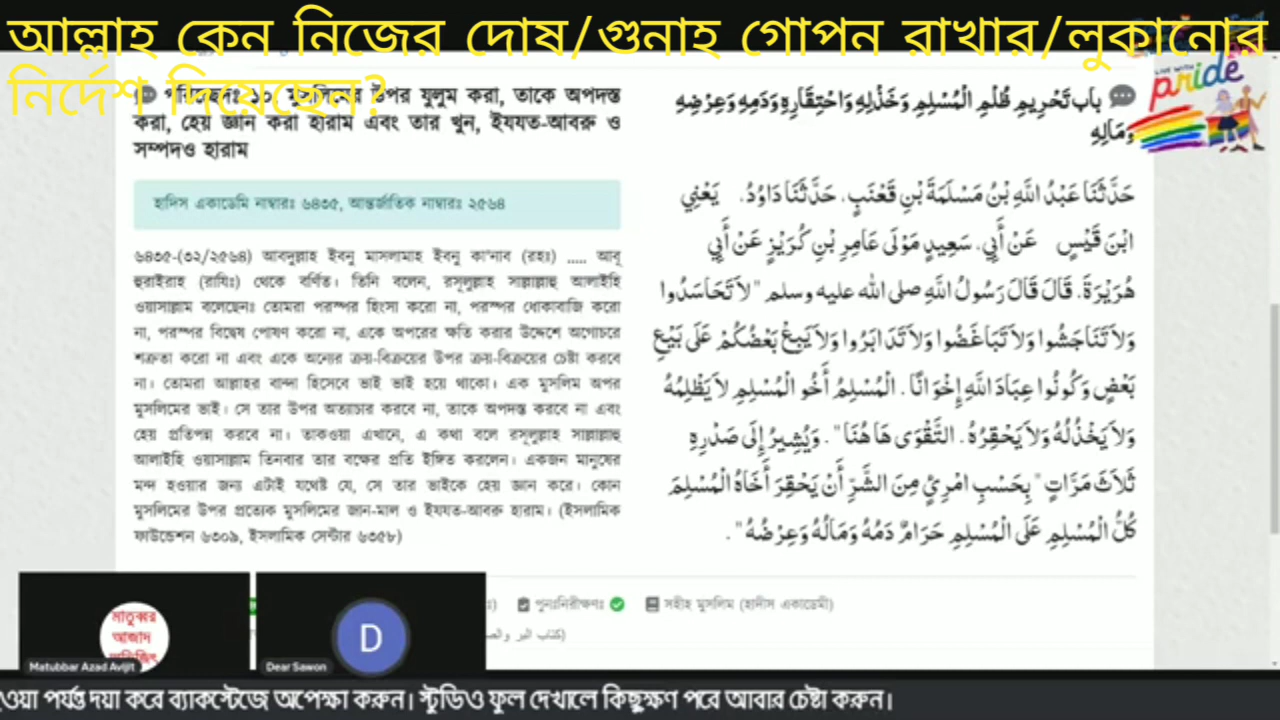 আল্লাহ কেন নিজের দোষ/গুনাহ গোপন রাখার/লুকানোর
নির্দেশ দিয়েছেন?
LIVE WITH
pride
মুসলিমের উপর যুলুম করা, তাকে অপদস্ত
করা, হেয় জ্ঞান করা হারাম এবং তার খুন, ইযযত-আবরু ও
সম্পদও হারাম
হাদিস একাডেমি নাম্বারঃ ৬৪৩৫, আন্তর্জাতিক নাম্বারঃ ২৫৬৪
৬৪৩৫-(৩২/২৫৬৪) আবদুল্লাহ ইবনু মাসলামাহ ইবনু কা'নাব (রহঃ) ..... আবূ
হুরাইরাহ্ (রাযিঃ) থেকে বর্ণিত। তিনি বলেন, রসূলুল্লাহ সাল্লাল্লাহু আলাইহি
ওয়াসাল্লাম বলেছেনঃ তোমরা পরস্পর হিংসা করো না, পরস্পর ধোকাবাজি করো
না, পরস্পর বিদ্বেষ পোষণ করো না, একে অপরের ক্ষতি করার উদ্দেশে অগোচরে
শত্রুতা করো না এবং একে অন্যের ক্রয়-বিক্রয়ের উপর ক্রয়-বিক্রয়ের চেষ্টা করবে
না। তোমরা আল্লাহর বান্দা হিসেবে ভাই ভাই হয়ে থাকো। এক মুসলিম অপর
মুসলিমের ভাই। সে তার উপর অত্যাচার করবে না, তাকে অপদস্ত করবে না এবং
হেয় প্রতিপন্ন করবে না। তাকওয়া এখানে, এ কথা বলে রসূলুল্লাহ সাল্লাল্লাহু
আলাইহি ওয়াসাল্লাম তিনবার তার বক্ষের প্রতি ইঙ্গিত করলেন। একজন মানুষের
মন্দ হওয়ার জন্য এটাই যথেষ্ট যে, সে তার ভাইকে হেয় জ্ঞান করে। কোন
মুসলিমের উপর প্রত্যেক মুসলিমের জান-মাল ও ইযযত-আবরু হারাম। (ইসলামিক
ফাউন্ডেশন ৬৩০৯, ইসলামিক সেন্টার ৬৩৫৮)
باب تَحْرِيمِ ظُلْمِ الْمُسْلِمِ وَخَذْلِهِ وَاحْتِقَارِهِ وَدَمِهِ وَعِرْضِهِ
وَمَالِهِ
حَدَّثَنَا عَبْدُ اللَّهِ بْنُ مَسْلَمَةَ بْنِ قَعْنَبٍ، حَدَّثَنَا دَاوُدُ، يَعْنِي
ابْنَ قَيْسٍ عَنْ أَبِي، سَعِيدٍ مَوْلَى عَامِرِ بْنِ كُرَيْزٍ عَنْ أَبِي
هُرَيْرَةَ، قَالَ قَالَ رَسُولُ اللَّهِ صلى الله عليه وسلم " لاَ تَحَاسَدُوا
وَلاَ تَنَاجَشُوا وَلاَ تَبَاغَضُوا وَلاَ تَدَابَرُوا وَلاَ يَبِعْ بَعْضُكُمْ عَلَى بَيْعِ
بَعْضٍ وَكُونُوا عِبَادَ اللَّهِ إِخْوَانًا . الْمُسْلِمُ أَخُو الْمُسْلِمِ لاَ يَظْلِمُهُ
وَلاَ يَخْذُلُهُ وَلاَ يَحْقِرُهُ . التَّقْوَى هَا هُنَا " . وَيُشِيرُ إِلَى صَدْرِهِ
ثَلاَثَ مَرَّاتٍ " بِحَسْبِ امْرِئٍ مِنَ الشَّرِّ أَنْ يَحْقِرَ أَخَاهُ الْمُسْلِمَ
كُلُّ الْمُسْلِمِ عَلَى الْمُسْلِمِ حَرَامٌ دَمُهُ وَمَالُهُ وَعِرْضُهُ " .
পুনঃনিরীক্ষণঃ সহীহ মুসলিম (হাদীস একাডেমী)
كتاب البر
মাতুব্বর
আজাদ
Matubbar Azad Avijit
D
Dear Sawon
ওয়া পর্যন্ত দয়া করে ব্যাকস্টেজে অপেক্ষা করুন। স্টুডিও ফুল দেখালে কিছুক্ষণ পরে আবার চেষ্টা করুন।